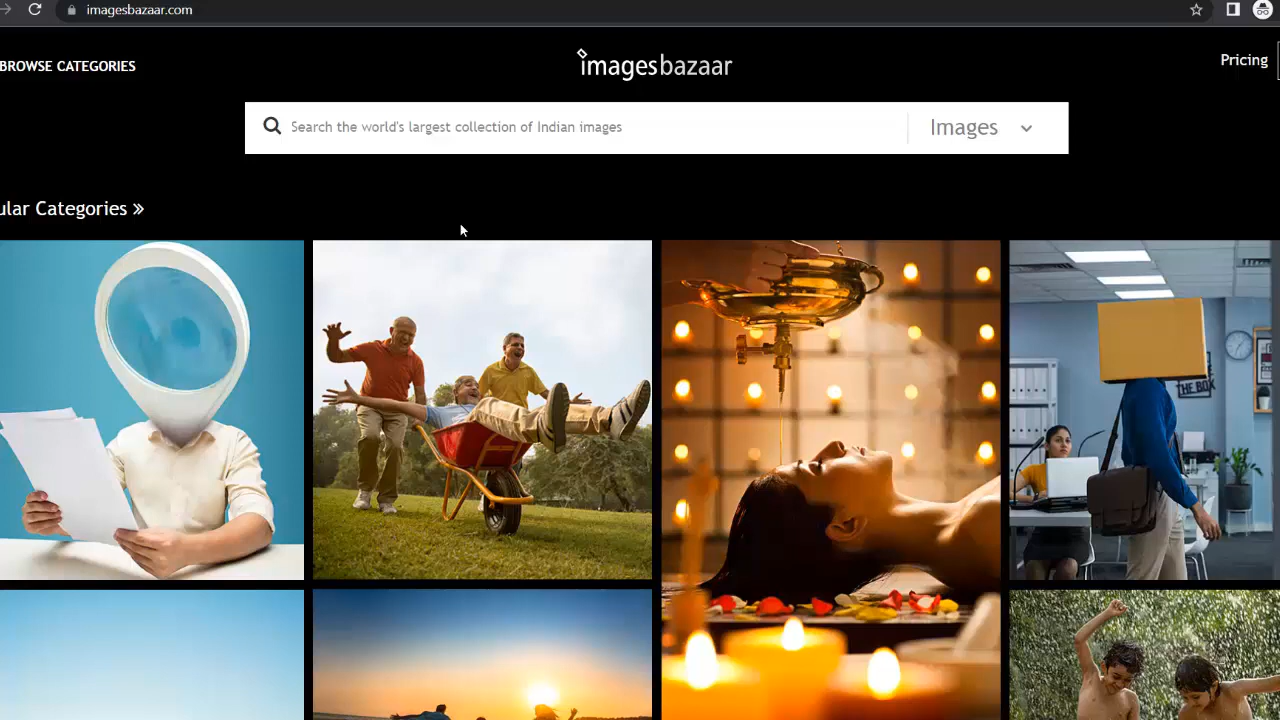 imagesbazaar.com
BROWSE CATEGORIES
imagesbazaar
Pricing
Search the world's largest collection of Indian images
Images
ular Categories »
THE BOX